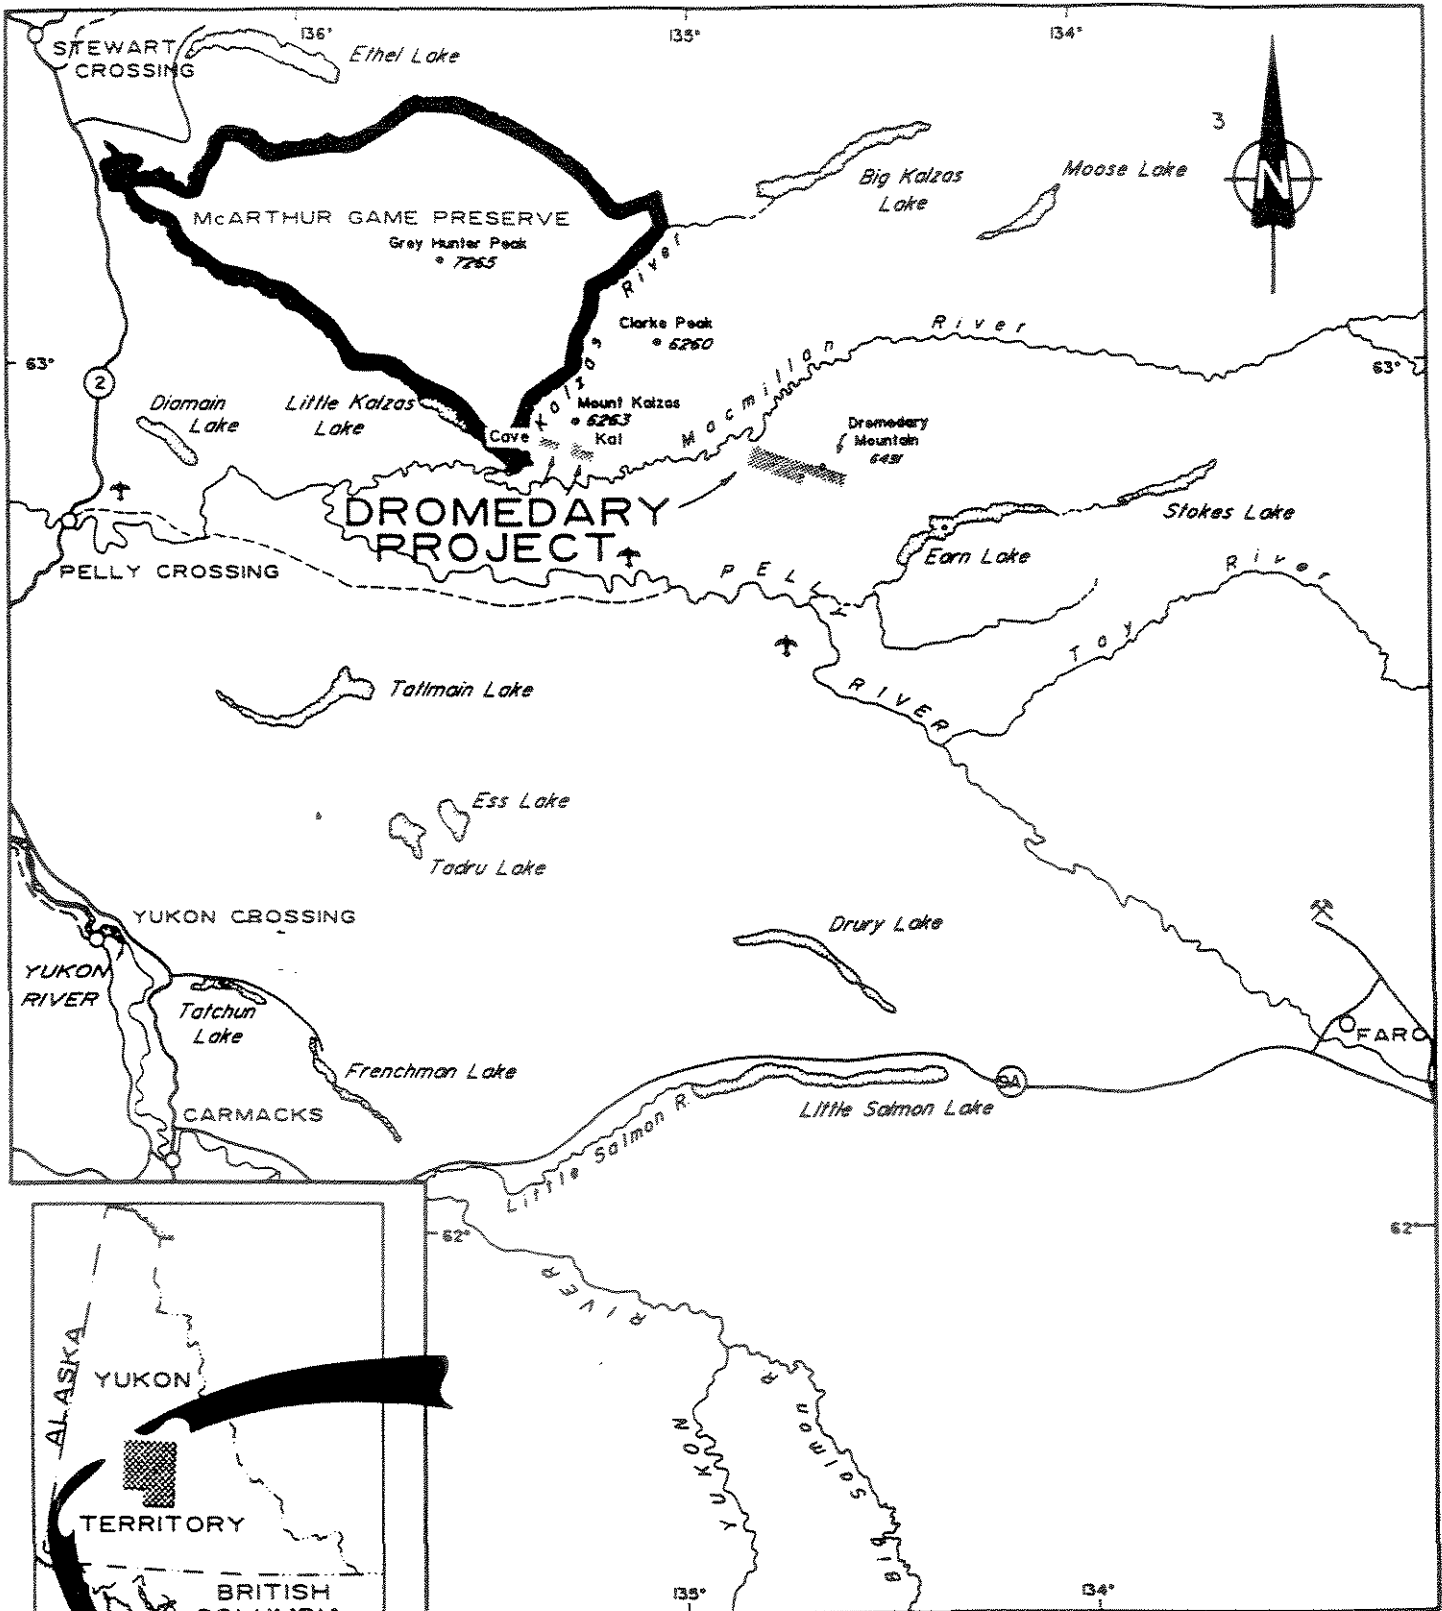 136°
135°
134°
STEWART
CROSSING
Ethel Lake
3
N
Big Kalzas
Lake
Moose Lake
McARTHUR GAME PRESERVE
Grey Hunter Peak
7265
Kalzas River
Clarke Peak
6260
Macmillan River
63°
63°
2
Diamain
Lake
Little Kalzas
Lake
Mount Kalzas
6263
Cave
Kal
Dromedary
Mountain
6491
DROMEDARY
PROJECT
Stokes Lake
Earn Lake
PELLY CROSSING
PELLY RIVER
Tay River
Tatlmain Lake
Ess Lake
Tadru Lake
YUKON CROSSING
Drury Lake
YUKON
RIVER
Tatchun
Lake
FARO
Frenchman Lake
9A
CARMACKS
Little Salmon Lake
Little Salmon R.
62°
62°
YUKON RIVER
Big Salmon R
ALASKA
YUKON
TERRITORY
BRITISH
COLUMBIA
135°
134°